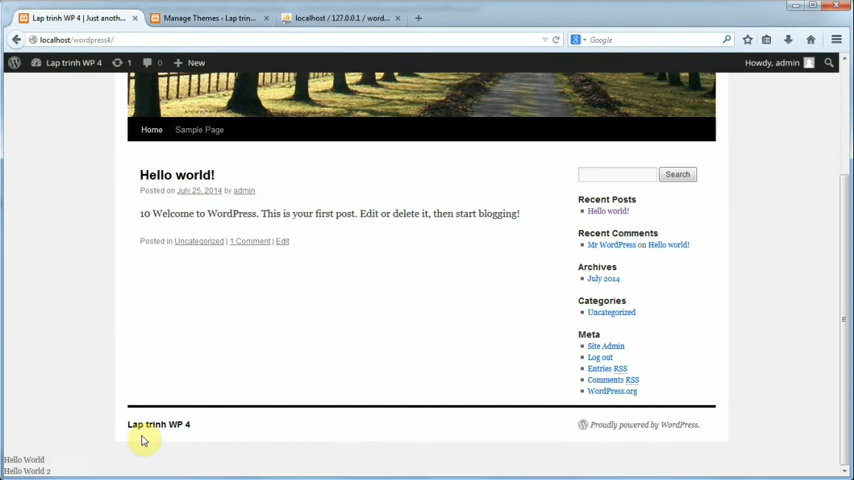 Lap trinh WP 4 | Just anoth...
Manage Themes ‹ Lap trin...
localhost / 127.0.0.1 / word...
localhost/wordpress4/
Google
Lap trinh WP 4
1
0
New
Howdy, admin
Home
Sample Page
Hello world!
Posted on July 25, 2014 by admin
10 Welcome to WordPress. This is your first post. Edit or delete it, then start blogging!
Posted in Uncategorized | 1 Comment | Edit
Search
Recent Posts
Hello world!
Recent Comments
Mr WordPress on Hello world!
Archives
July 2014
Categories
Uncategorized
Meta
Site Admin
Log out
Entries RSS
Comments RSS
WordPress.org
Lap trinh WP 4
Proudly powered by WordPress.
Hello World
Hello World 2